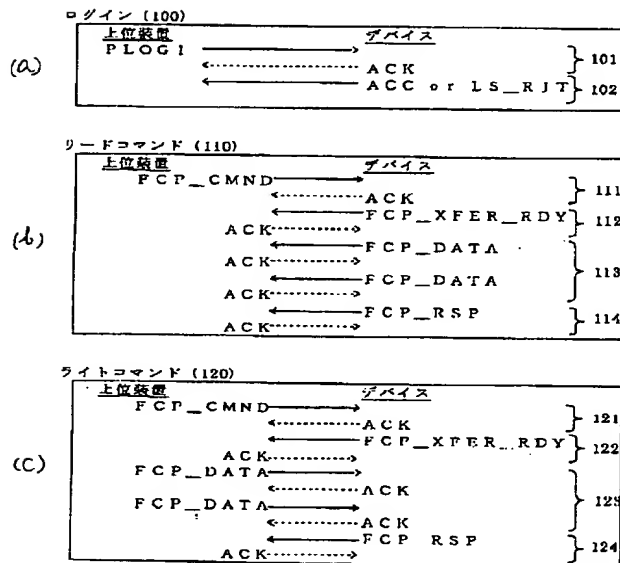 ログイン (100)
上位装置 デバイス
(a) PLOGI
ACK 101
ACC or LS_RJT 102
リードコマンド (110)
上位装置 デバイス
FCP_CMND
ACK 111
FCP_XFER_RDY 112
ACK
(b) FCP_DATA
ACK 113
FCP_DATA
ACK
FCP_RSP 114
ACK
ライトコマンド (120)
上位装置 デバイス
FCP_CMND
ACK 121
FCP_XFER_RDY 122
ACK
(c) FCP_DATA
ACK 123
FCP_DATA
ACK
FCP RSP 124
ACK